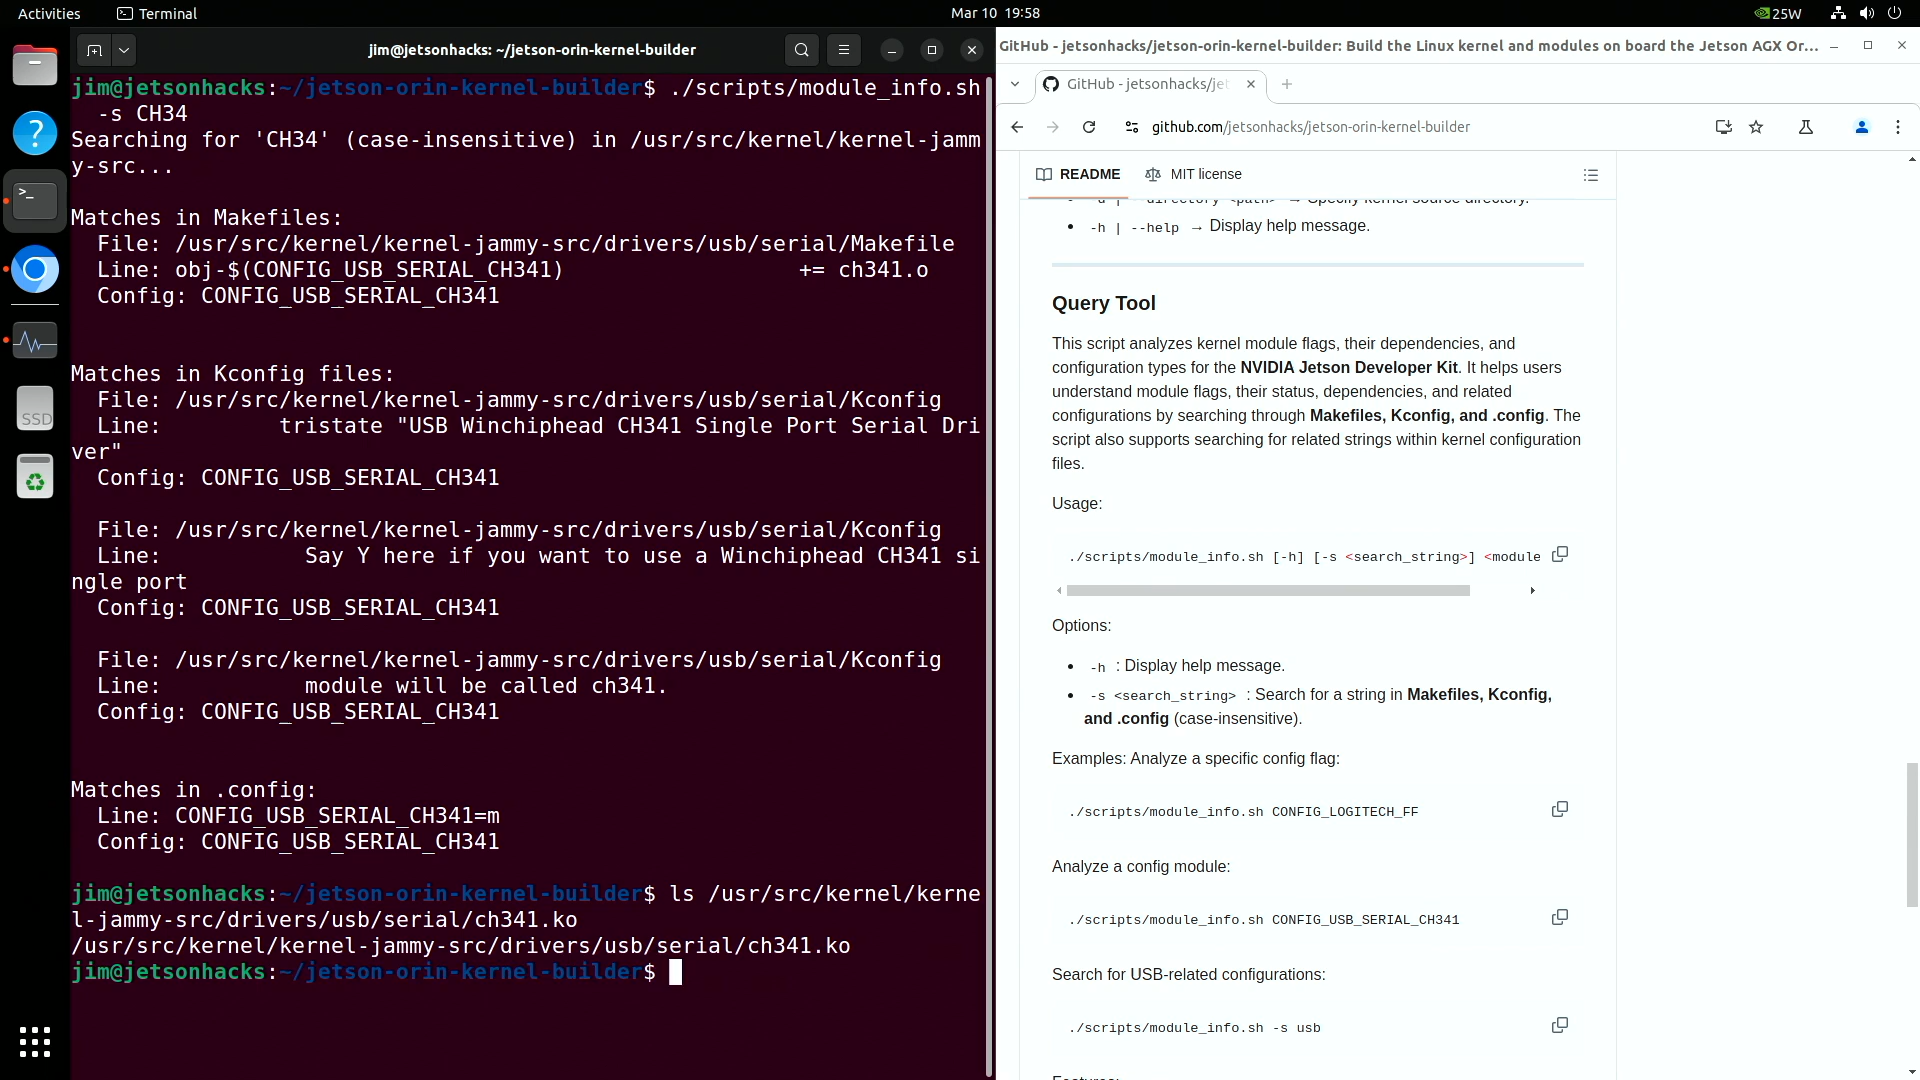 Activities
Terminal
Mar 10 19:58
25W
jim@jetsonhacks: ~/jetson-orin-kernel-builder
jim@jetsonhacks:~/jetson-orin-kernel-builder$ ./scripts/module_info.sh
-s CH34
Searching for 'CH34' (case-insensitive) in /usr/src/kernel/kernel-jamm
y-src...
Matches in Makefiles:
File: /usr/src/kernel/kernel-jammy-src/drivers/usb/serial/Makefile
Line: obj-$(CONFIG_USB_SERIAL_CH341) += ch341.o
Config: CONFIG_USB_SERIAL_CH341
Matches in Kconfig files:
File: /usr/src/kernel/kernel-jammy-src/drivers/usb/serial/Kconfig
Line: tristate "USB Winchiphead CH341 Single Port Serial Dri
ver"
Config: CONFIG_USB_SERIAL_CH341
File: /usr/src/kernel/kernel-jammy-src/drivers/usb/serial/Kconfig
Line: Say Y here if you want to use a Winchiphead CH341 si
ngle port
Config: CONFIG_USB_SERIAL_CH341
File: /usr/src/kernel/kernel-jammy-src/drivers/usb/serial/Kconfig
Line: module will be called ch341.
Config: CONFIG_USB_SERIAL_CH341
Matches in .config:
Line: CONFIG_USB_SERIAL_CH341=m
Config: CONFIG_USB_SERIAL_CH341
jim@jetsonhacks:~/jetson-orin-kernel-builder$ ls /usr/src/kernel/kerne
l-jammy-src/drivers/usb/serial/ch341.ko
/usr/src/kernel/kernel-jammy-src/drivers/usb/serial/ch341.ko
jim@jetsonhacks:~/jetson-orin-kernel-builder$
SSD
GitHub - jetsonhacks/jetson-orin-kernel-builder: Build the Linux kernel and modules on board the Jetson AGX Or...
GitHub - jetsonhacks/jet
github.com/jetsonhacks/jetson-orin-kernel-builder
README
MIT license
-d | --directory <path> → Specify kernel source directory.
-h | --help → Display help message.
Query Tool
This script analyzes kernel module flags, their dependencies, and
configuration types for the NVIDIA Jetson Developer Kit. It helps users
understand module flags, their status, dependencies, and related
configurations by searching through Makefiles, Kconfig, and .config. The
script also supports searching for related strings within kernel configuration
files.
Usage:
./scripts/module_info.sh [-h] [-s <search_string>] <module
Options:
-h : Display help message.
-s <search_string> : Search for a string in Makefiles, Kconfig,
and .config (case-insensitive).
Examples: Analyze a specific config flag:
./scripts/module_info.sh CONFIG_LOGITECH_FF
Analyze a config module:
./scripts/module_info.sh CONFIG_USB_SERIAL_CH341
Search for USB-related configurations:
./scripts/module_info.sh -s usb